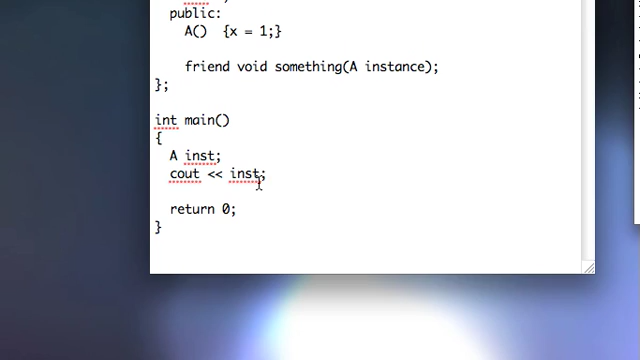 public:
A() {x = 1;}
friend void something(A instance);
};
int main()
{
A inst;
cout << inst;
return 0;
}